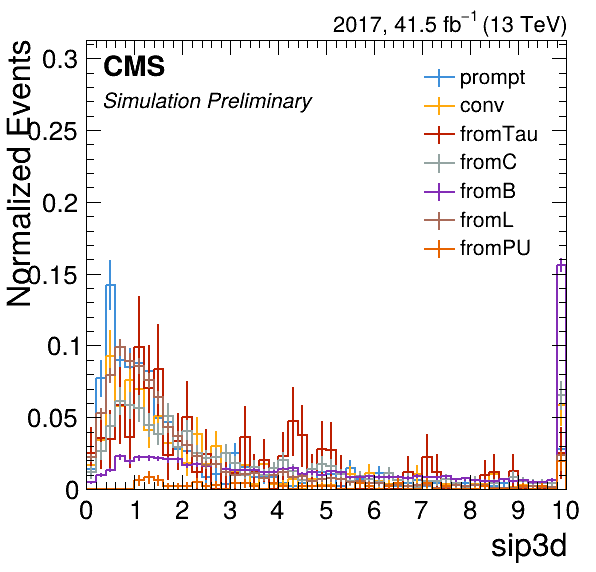 2017, 41.5 fb⁻¹ (13 TeV)
CMS
Simulation Preliminary
Normalized Events
0.3
0.25
0.2
0.15
0.1
0.05
0
prompt
conv
fromTau
fromC
fromB
fromL
fromPU
0 1 2 3 4 5 6 7 8 9 10
sip3d